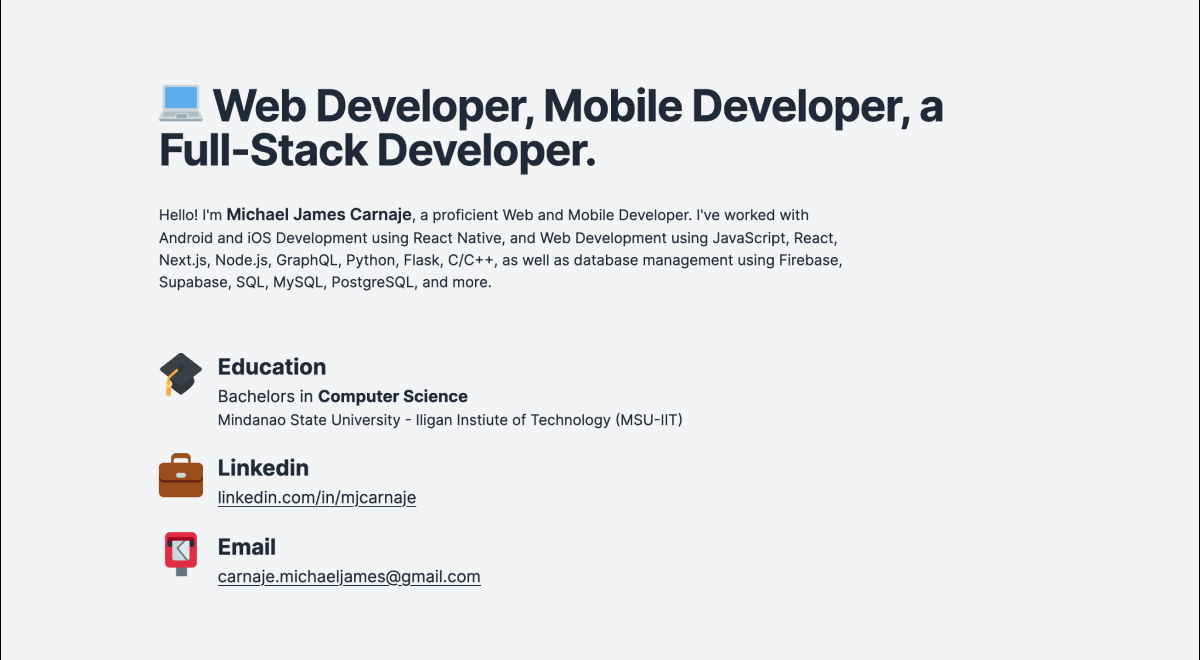 Web Developer, Mobile Developer, a
Full-Stack Developer.
Hello! I'm Michael James Carnaje, a proficient Web and Mobile Developer. I've worked with
Android and iOS Development using React Native, and Web Development using JavaScript, React,
Next.js, Node.js, GraphQL, Python, Flask, C/C++, as well as database management using Firebase,
Supabase, SQL, MySQL, PostgreSQL, and more.
Education
Bachelors in Computer Science
Mindanao State University - Iligan Instiute of Technology (MSU-IIT)
Linkedin
linkedin.com/in/mjcarnaje
Email
carnaje.michaeljames@gmail.com